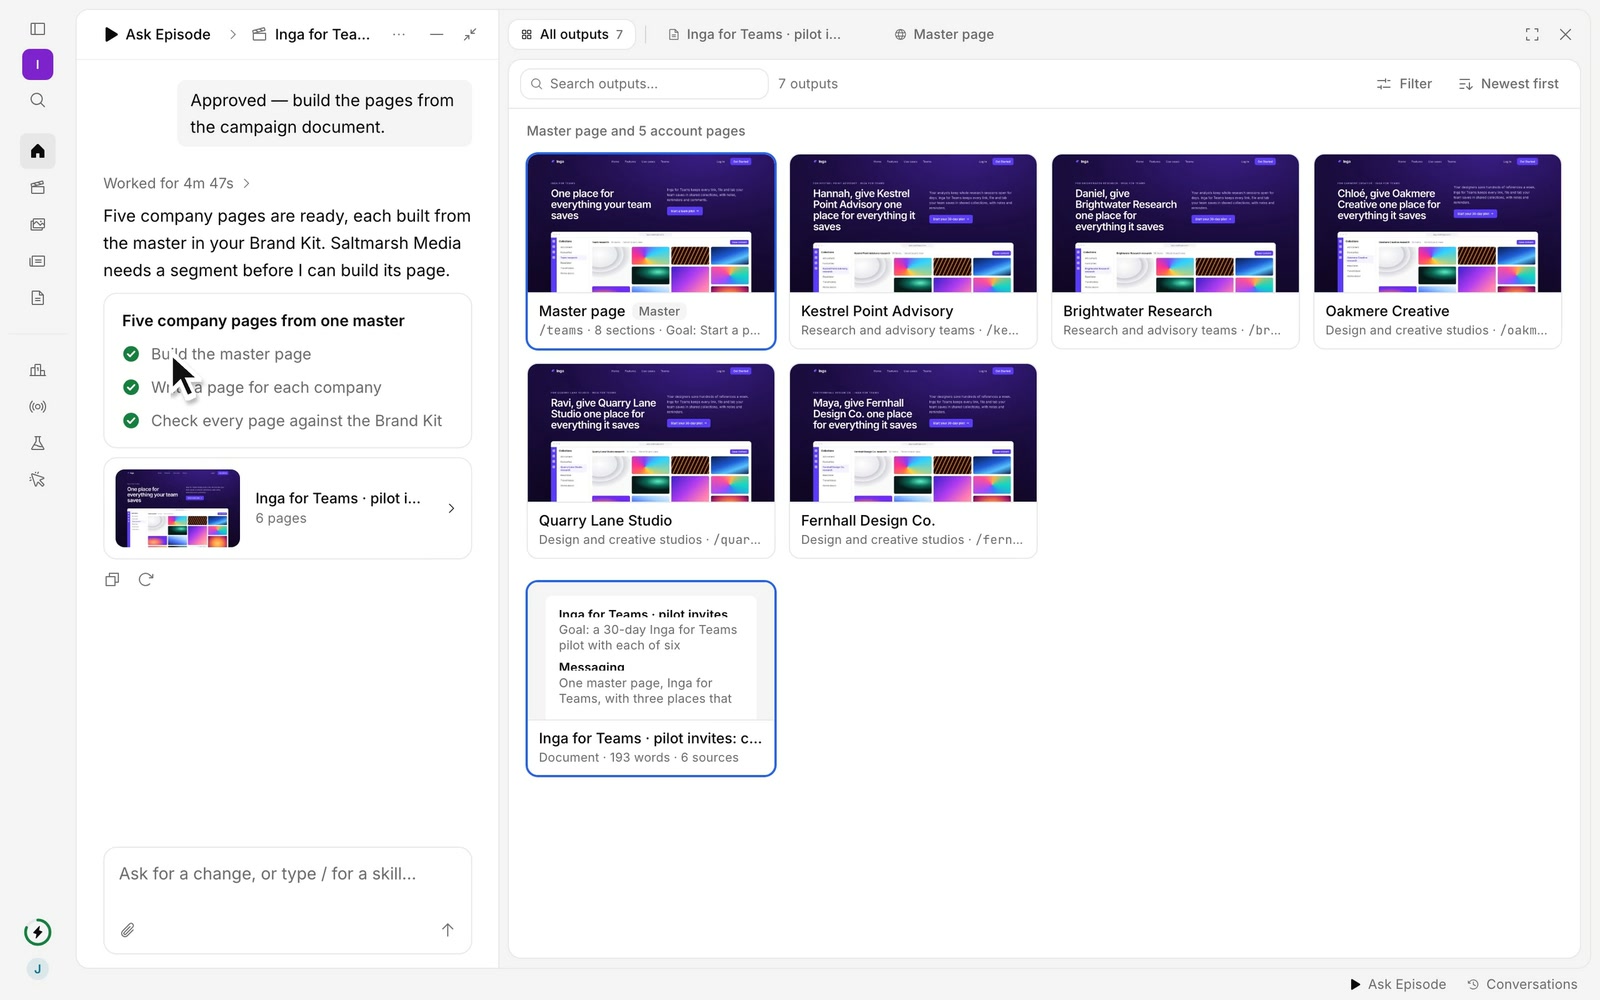 Ask Episode
Inga for Tea...
All outputs 7
Inga for Teams · pilot i...
Master page
I
Approved — build the pages from
the campaign document.
Worked for 4m 47s
Five company pages are ready, each built from
the master in your Brand Kit. Saltmarsh Media
needs a segment before I can build its page.
Five company pages from one master
Build the master page
a page for each company
Check every page against the Brand Kit
One place for
everything your team
saves
Inga for Teams · pilot i...
6 pages
Ask for a change, or type / for a skill...
J
Search outputs...
7 outputs
Filter
Newest first
Master page and 5 account pages
One place for
everything your team
saves
Master page Master
/teams · 8 sections · Goal: Start a p...
Hannah, give Kestrel
Point Advisory one
place for everything it
saves
Kestrel Point Advisory
Research and advisory teams · /ke...
Daniel, give
Brightwater Research
one place for
everything it saves
Brightwater Research
Research and advisory teams · /br...
Chloé, give Oakmere
Creative one place for
everything it saves
Oakmere Creative
Design and creative studios · /oakm...
Ravi, give Quarry Lane
Studio one place for
everything it saves
Quarry Lane Studio
Design and creative studios · /quar...
Maya, give Fernhall
Design Co. one place
for everything it saves
Fernhall Design Co.
Design and creative studios · /fern...
Inga for Teams · pilot invites
Goal: a 30-day Inga for Teams
pilot with each of six
Messaging
One master page, Inga for
Teams, with three places that
Inga for Teams · pilot invites: c...
Document · 193 words · 6 sources
Ask Episode
Conversations